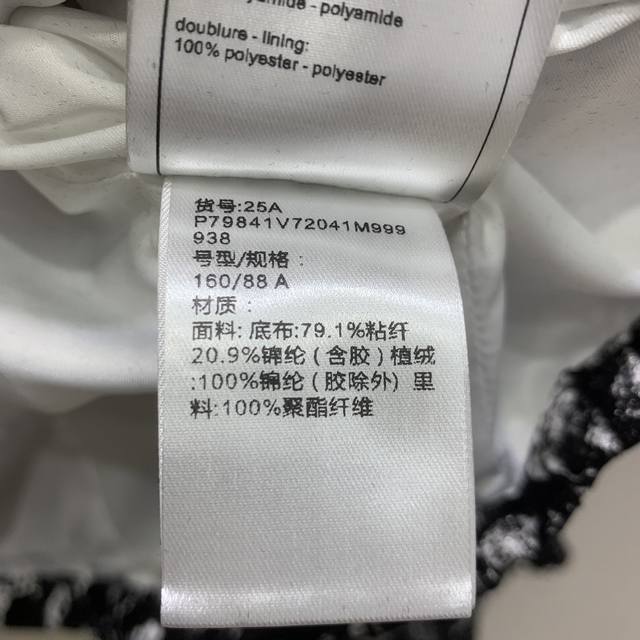 polyamide - polyamide
doublure - lining:
100% polyester - polyester
货号:25A
P79841V72041M999
938
号型/规格：
160/88 A
材质：
面料: 底布:79.1%粘纤
20.9%锦纶(含胶)植绒
:100%锦纶(胶除外) 里
料:100%聚酯纤维